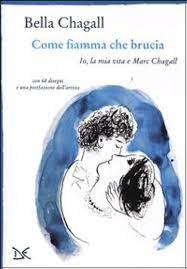 Bella Chagall
Come fiamma che brucia
Io, la mia vita e Marc Chagall
con 68 disegni
e una postfazione dell'artista